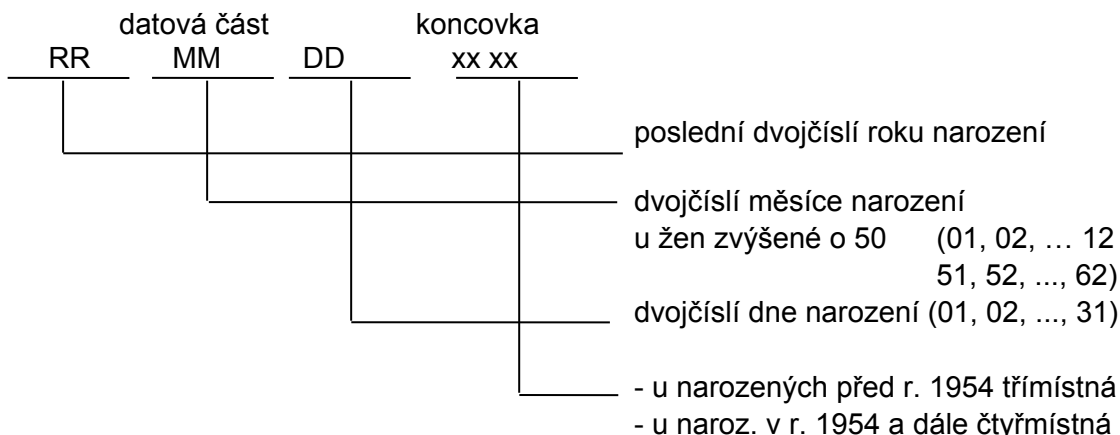 datová část koncovka
RR MM DD xx xx
poslední dvojčíslí roku narození
dvojčíslí měsíce narození
u žen zvýšené o 50 (01, 02, … 12
51, 52, ..., 62)
dvojčíslí dne narození (01, 02, ..., 31)
- u narozených před r. 1954 třímístná
- u naroz. v r. 1954 a dále čtyřmístná